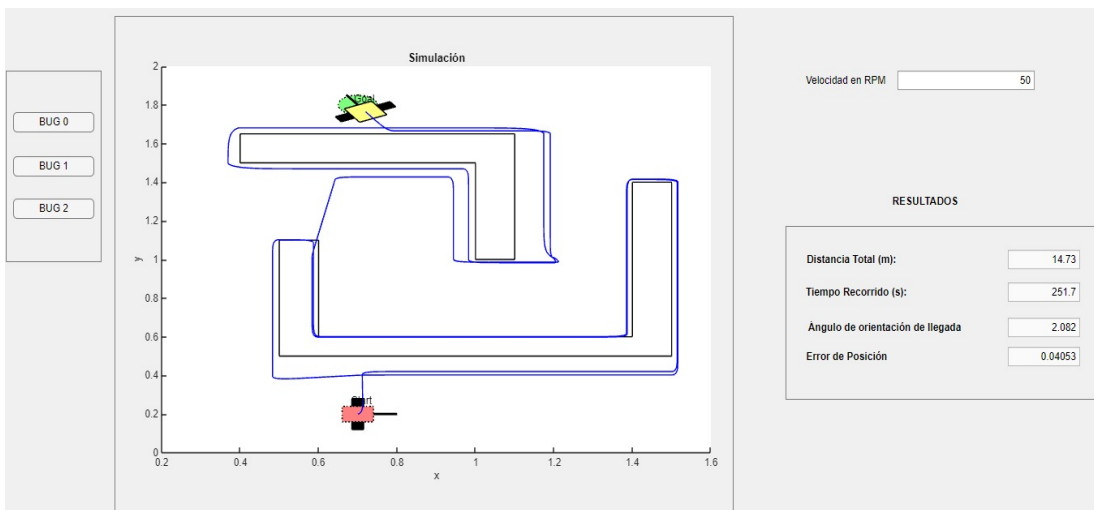 BUG 0
BUG 1
BUG 2
Simulación
Goal
Start
y
2
1.8
1.6
1.4
1.2
1
0.8
0.6
0.4
0.2
0
0.2 0.4 0.6 0.8 1 1.2 1.4 1.6
x
Velocidad en RPM 50
RESULTADOS
Distancia Total (m): 14.73
Tiempo Recorrido (s): 251.7
Ángulo de orientación de llegada 2.082
Error de Posición 0.04053